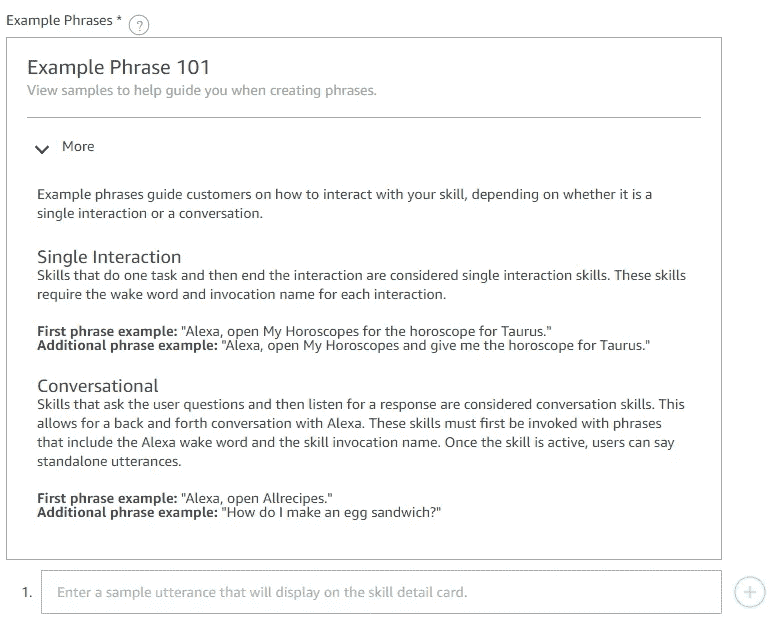 Example Phrases * ?
Example Phrase 101
View samples to help guide you when creating phrases.
More
Example phrases guide customers on how to interact with your skill, depending on whether it is a
single interaction or a conversation.
Single Interaction
Skills that do one task and then end the interaction are considered single interaction skills. These skills
require the wake word and invocation name for each interaction.
First phrase example: "Alexa, open My Horoscopes for the horoscope for Taurus."
Additional phrase example: "Alexa, open My Horoscopes and give me the horoscope for Taurus."
Conversational
Skills that ask the user questions and then listen for a response are considered conversation skills. This
allows for a back and forth conversation with Alexa. These skills must first be invoked with phrases
that include the Alexa wake word and the skill invocation name. Once the skill is active, users can say
standalone utterances.
First phrase example: "Alexa, open Allrecipes."
Additional phrase example: "How do I make an egg sandwich?"
1. Enter a sample utterance that will display on the skill detail card. +